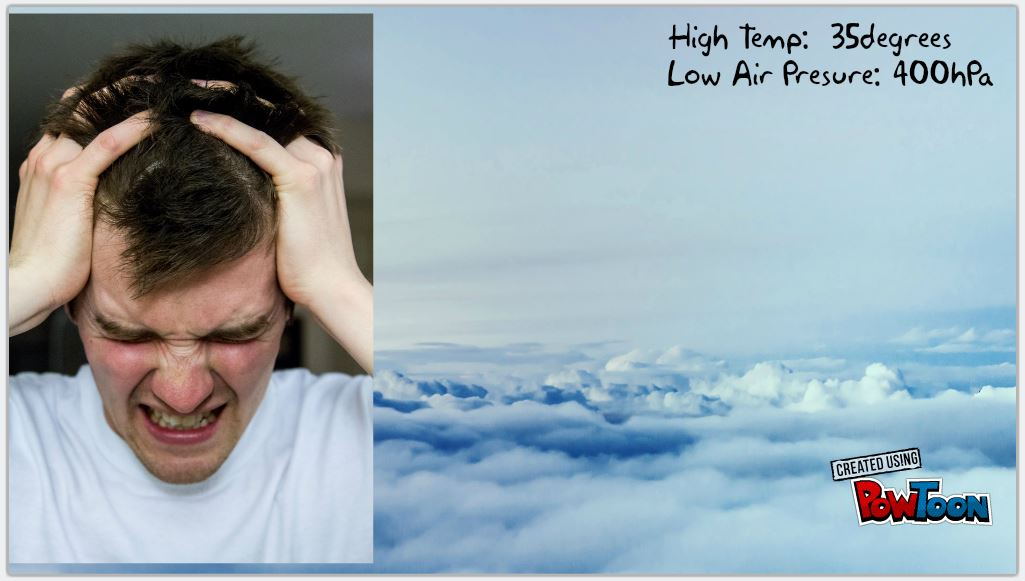 High Temp: 35degrees
Low Air Presure: 400hPa
CREATED USING
POWTOON